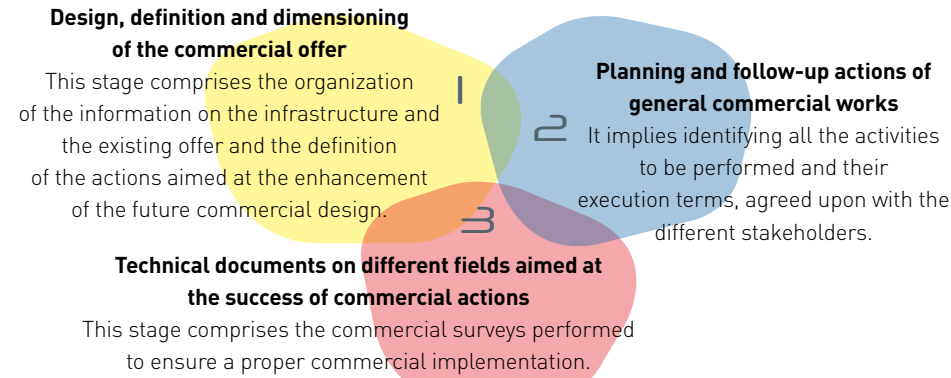 Design, definition and dimensioning
of the commercial offer
This stage comprises the organization
of the information on the infrastructure and
the existing offer and the definition
of the actions aimed at the enhancement
of the future commercial design.
1
2
Planning and follow-up actions of
general commercial works
It implies identifying all the activities
to be performed and their
execution terms, agreed upon with the
different stakeholders.
3
Technical documents on different fields aimed at
the success of commercial actions
This stage comprises the commercial surveys performed
to ensure a proper commercial implementation.